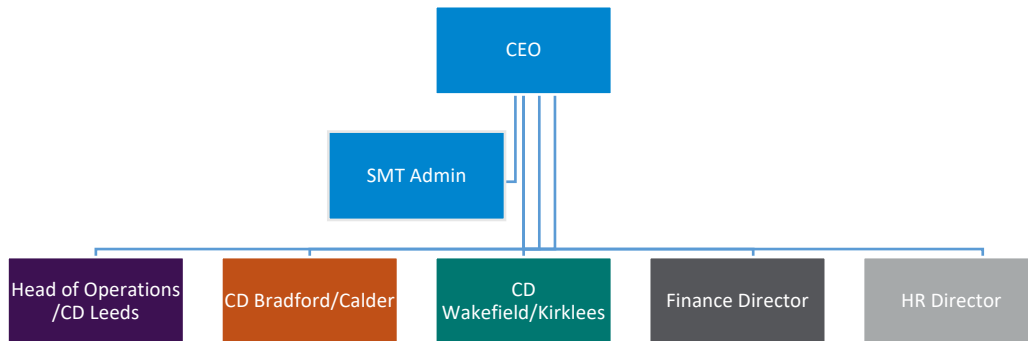 CEO
SMT Admin
Head of Operations
/CD Leeds
CD Bradford/Calder
CD
Wakefield/Kirklees
Finance Director
HR Director